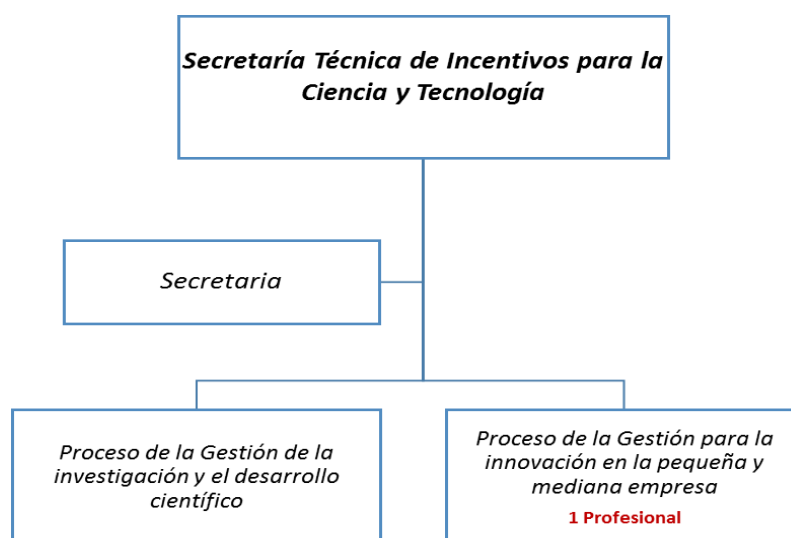 Secretaría Técnica de Incentivos para la
Ciencia y Tecnología
Secretaria
Proceso de la Gestión de la
investigación y el desarrollo
científico
Proceso de la Gestión para la
innovación en la pequeña y
mediana empresa
1 Profesional